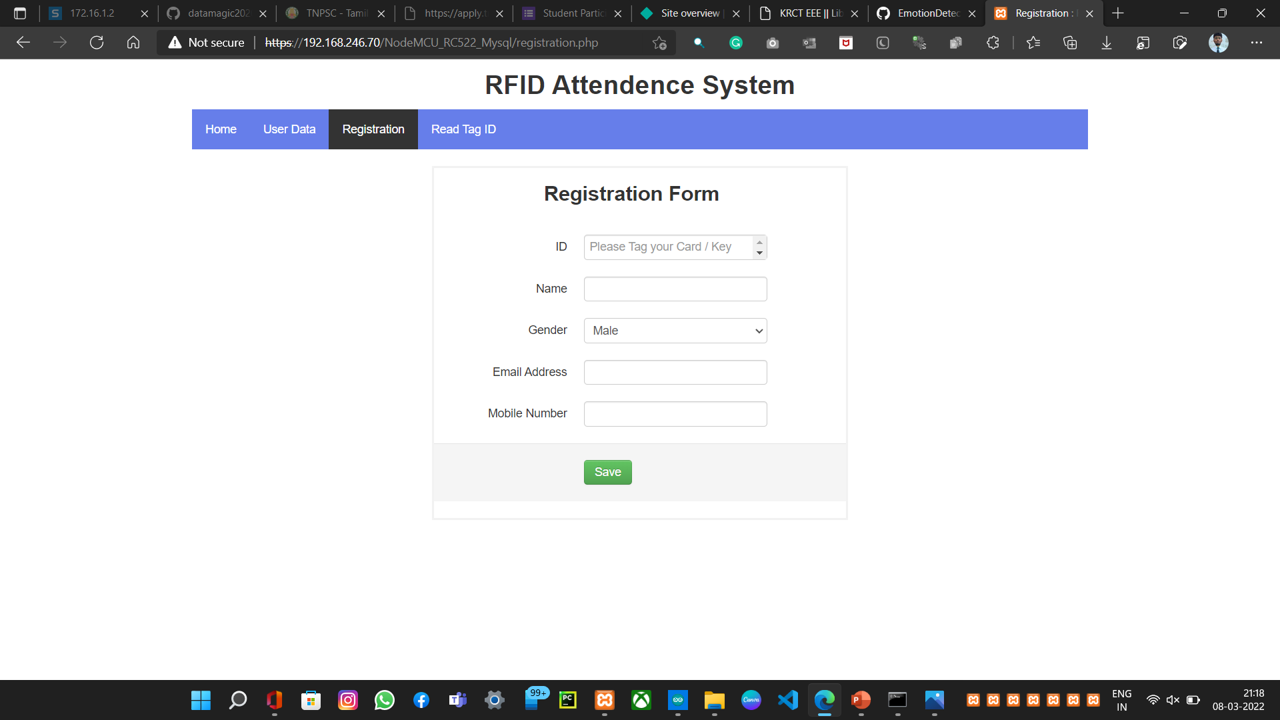 172.16.1.2
datamagic202
TNPSC - Tamil
https://apply.
Student Partic
Site overview
KRCT EEE || Lib
EmotionDetec
Registration :
Not secure
https://192.168.246.70/NodeMCU_RC522_Mysql/registration.php
RFID Attendence System
Home
User Data
Registration
Read Tag ID
Registration Form
ID
Please Tag your Card / Key
Name
Gender
Male
Email Address
Mobile Number
Save
99+
ENG
IN
21:18
08-03-2022